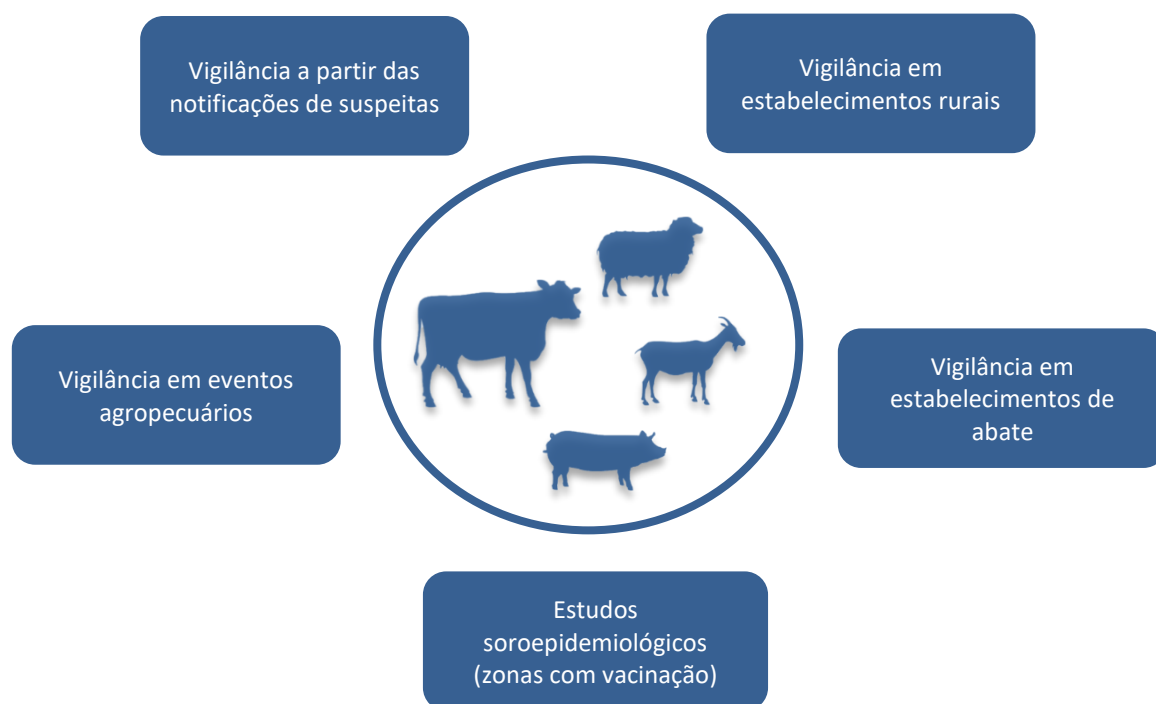 Vigilância a partir das
notificações de suspeitas
Vigilância em
estabelecimentos rurais
Vigilância em eventos
agropecuários
Vigilância em
estabelecimentos de
abate
Estudos
soroepidemiológicos
(zonas com vacinação)